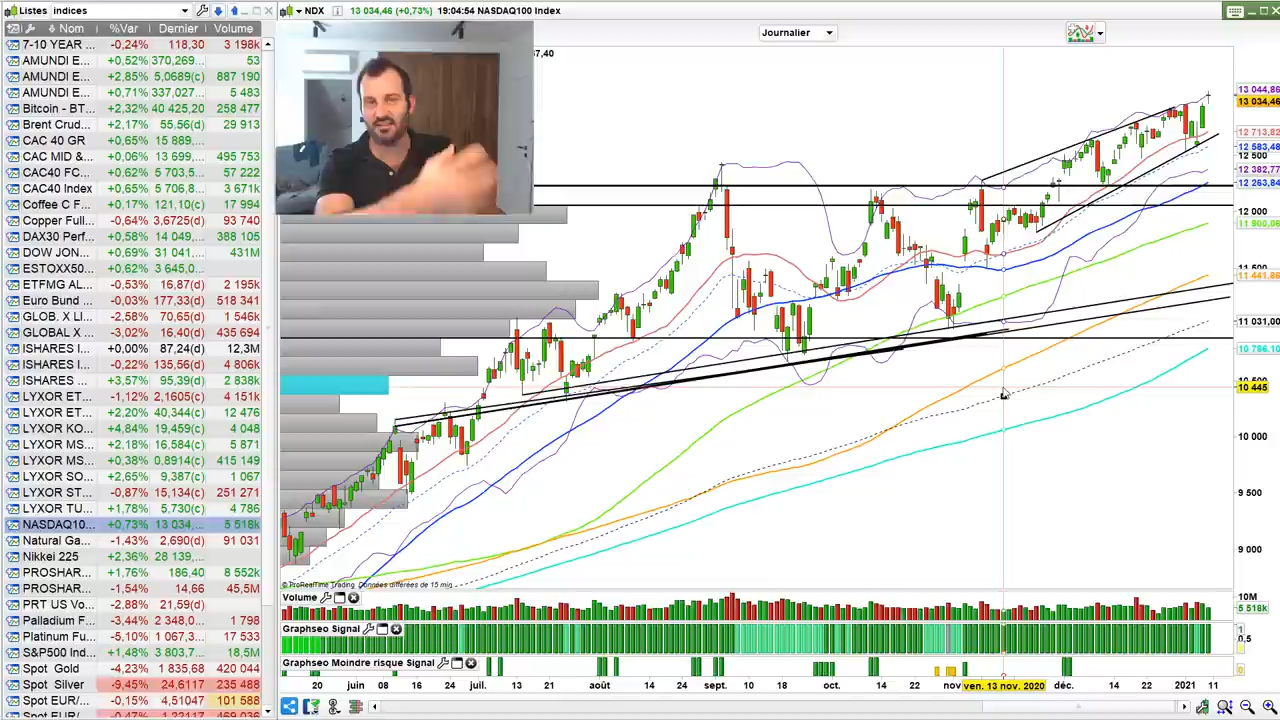 Listes indices
NDX 13 034,46 (+0,73%) 19:04:54 NASDAQ100 Index
Nom %Var Dernier Volume
7-10 YEAR ... -0,24% 118,30 3 198k
AMUNDI E... +0,52% 370,269... 53
AMUNDI E... +2,85% 5,0689(c) 887 190
AMUNDI E... +0,71% 337,027... 5 733
Bitcoin - BT... +2,32% 40 425,20 258 477
Brent Crud... +2,17% 55,56(d) 29 913
CAC 40 GR +0,65% 15 889,...
CAC MID &... +0,06% 13 699,... 495 753
CAC40 FC... +0,62% 5 703,5... 57 222
CAC40 Index +0,65% 5 706,8... 3 671k
Coffee C F... +0,17% 121,10(c) 17 994
Copper Full... -0,64% 3,6725(d) 93 740
DAX30 Perf... +0,58% 14 049,... 388 105
DOW JON... +0,69% 31 041,... 431M
ESTOXX50... +0,62% 3 645,0...
ETFMG AL... -0,53% 16,87(d) 2 195k
Euro Bund ... -0,03% 177,33(d) 518 341
GLOB. X LI... -2,58% 70,65(d) 1 546k
GLOBAL X ... -3,02% 16,40(d) 435 694
ISHARES I... +0,00% 87,24(d) 12,3M
ISHARES I... -0,22% 135,56(d) 4 806k
ISHARES ... +3,57% 95,39(d) 2 838k
LYXOR ET... -1,12% 2,1605(c) 4 151k
LYXOR ET... +2,20% 40,344(c) 12 476
LYXOR KO... +4,84% 19,459(c) 4 048
LYXOR MS... +2,18% 16,584(c) 5 871
LYXOR MS... +0,38% 0,8914(c) 415 149
LYXOR SO... +2,65% 9,387(c) 1 067
LYXOR ST... -0,87% 15,134(c) 251 271
LYXOR TU... +1,78% 5,730(c) 4 786
NASDAQ10... +0,73% 13 034,... 5 518k
Natural Ga... -1,43% 2,690(d) 91 031
Nikkei 225 +2,36% 28 139,...
PROSHAR... +1,76% 186,40 8 552k
PROSHAR... -1,54% 14,66 45,5M
PRT US Vo... -2,88% 21,59(d)
Palladium F... -3,44% 2 348,0... 1 798
Platinum Fu... -5,10% 1 067,3... 17 533
S&P500 Ind... +1,48% 3 803,7... 18,5M
Spot Gold -4,23% 1 835,68 420 044
Spot Silver -9,45% 24,6117 235 488
Spot EUR/... -0,15% 4,51047 101 588
67,40
Journalier
13 044,86
13 034,46
12 713,82
12 583,48
12 500
12 382,77
12 263,84
12 000
11 900,06
11 441,86
11 031,00
10 786,10
10 445
10 000
9 500
9 000
© ProRealTime Trading Données différées de 15 min
Volume
10M
5 518k
Graphseo Signal
1
0,5
Graphseo Moindre risque Signal
0
20 juin 08 16 24 juil. 13 21 août 14 24 sept. 10 18 oct. 14 22 nov ven. 13 nov. 2020 déc. 14 22 2021 11